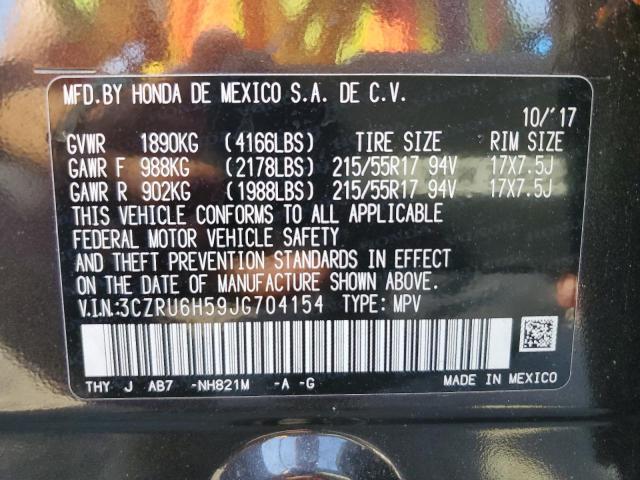 MFD.BY HONDA DE MEXICO S.A. DE C.V.
10/'17
GVWR 1890KG (4166LBS) TIRE SIZE RIM SIZE
GAWR F 988KG (2178LBS) 215/55R17 94V 17X7.5J
GAWR R 902KG (1988LBS) 215/55R17 94V 17X7.5J
THIS VEHICLE CONFORMS TO ALL APPLICABLE
FEDERAL MOTOR VEHICLE SAFETY
AND THEFT PREVENTION STANDARDS IN EFFECT
ON THE DATE OF MANUFACTURE SHOWN ABOVE.
V.I.N.:3CZRU6H59JG704154 TYPE: MPV
THY J AB7 -NH821M -A -G MADE IN MEXICO